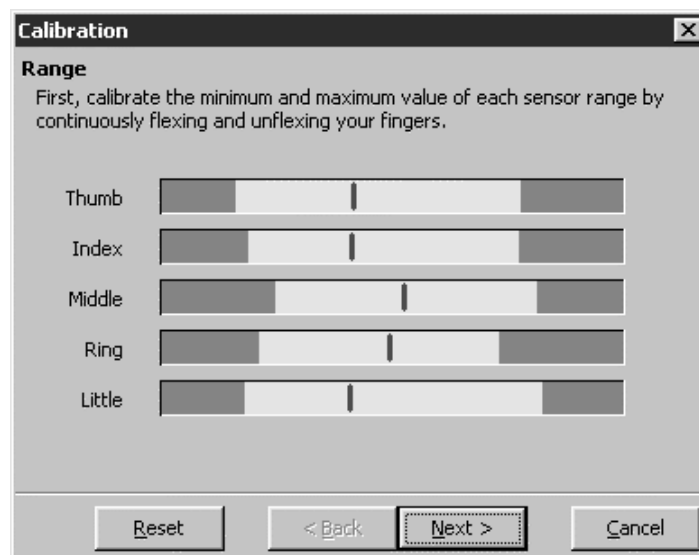 Calibration
Range
First, calibrate the minimum and maximum value of each sensor range by
continuously flexing and unflexing your fingers.
Thumb
Index
Middle
Ring
Little
Reset
< Back
Next >
Cancel